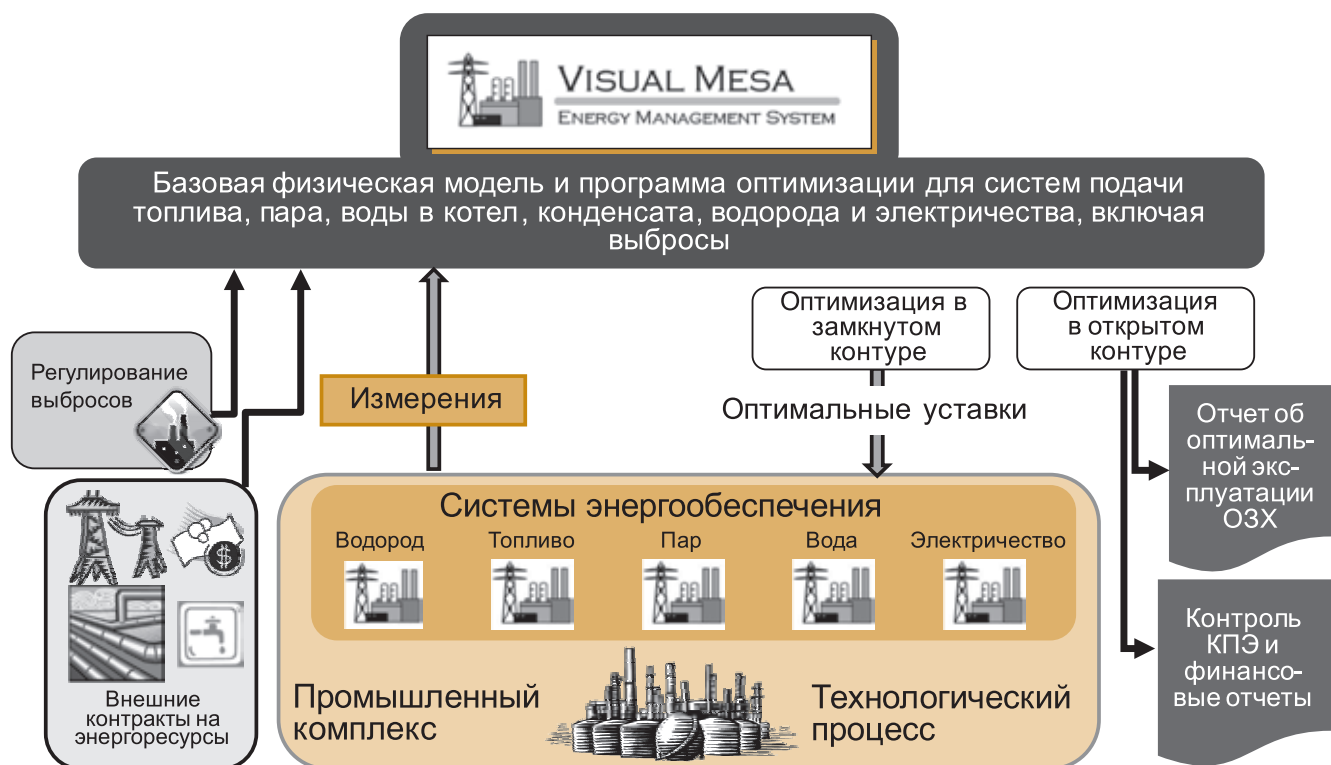 VISUAL MESA
ENERGY MANAGEMENT SYSTEM
Базовая физическая модель и программа оптимизации для систем подачи
топлива, пара, воды в котел, конденсата, водорода и электричества, включая
выбросы
Регулирование
выбросов
Измерения
Оптимизация в
замкнутом
контуре
Оптимизация
в открытом
контуре
Оптимальные уставки
Отчет об
оптималь-
ной экс-
плуатации
ОЗХ
Системы энергообеспечения
Водород
Топливо
Пар
Вода
Электричество
$
Внешние
контракты на
энергоресурсы
Промышленный
комплекс
Технологический
процесс
Контроль
КПЭ и
финансо-
вые отчеты